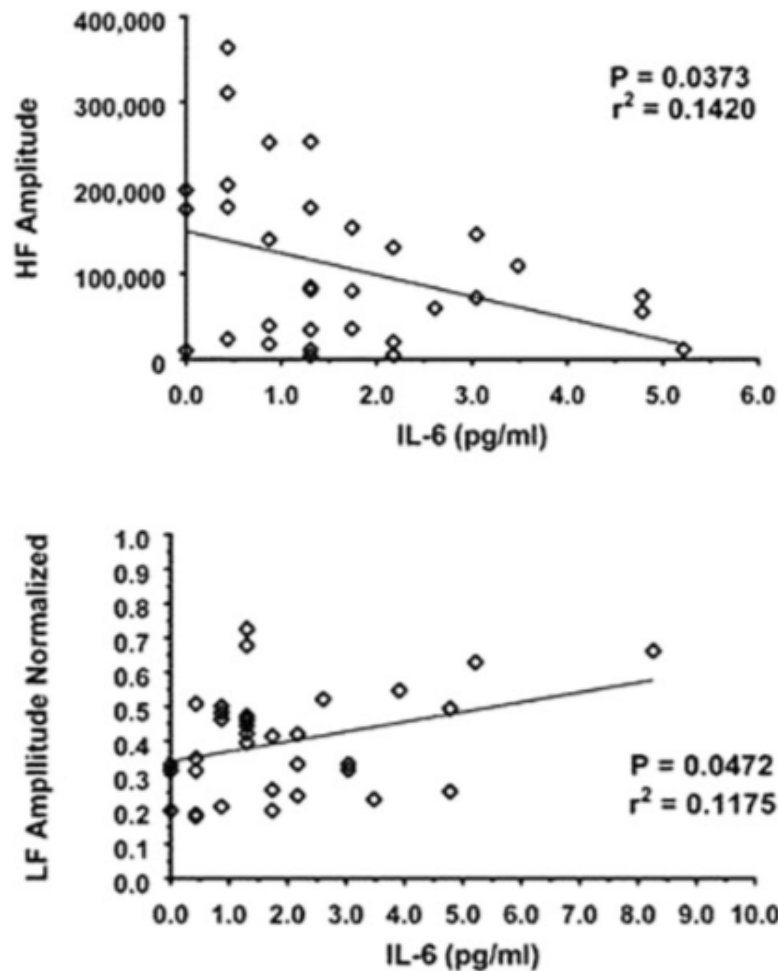 400,000
300,000
200,000
100,000
0
HF Amplitude
P = 0.0373
r² = 0.1420
0.0 1.0 2.0 3.0 4.0 5.0 6.0
IL-6 (pg/ml)
1.0
0.9
0.8
0.7
0.6
0.5
0.4
0.3
0.2
0.1
0.0
LF Ampllitude Normalized
P = 0.0472
r² = 0.1175
0.0 1.0 2.0 3.0 4.0 5.0 6.0 7.0 8.0 9.0 10.0
IL-6 (pg/ml)